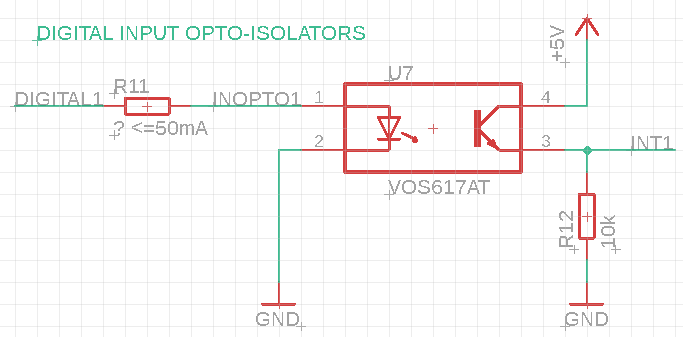 DIGITAL INPUT OPTO-ISOLATORS
+5V
R11
U7
DIGITAL1
INOPTO1
1
4
? <=50mA
2
3
INT1
VOS617AT
R12
10k
GND
GND